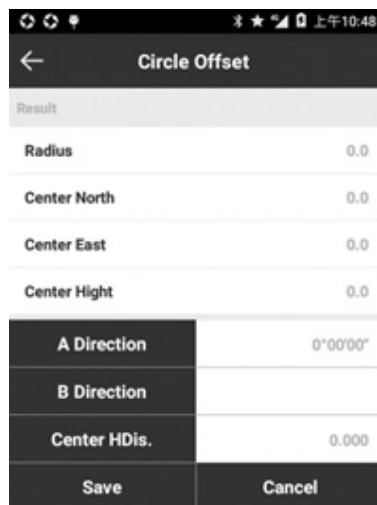 上午10:48
Circle Offset
Result
Radius 0.0
Center North 0.0
Center East 0.0
Center Hight 0.0
A Direction 0°00'00"
B Direction
Center HDis. 0.000
Save Cancel